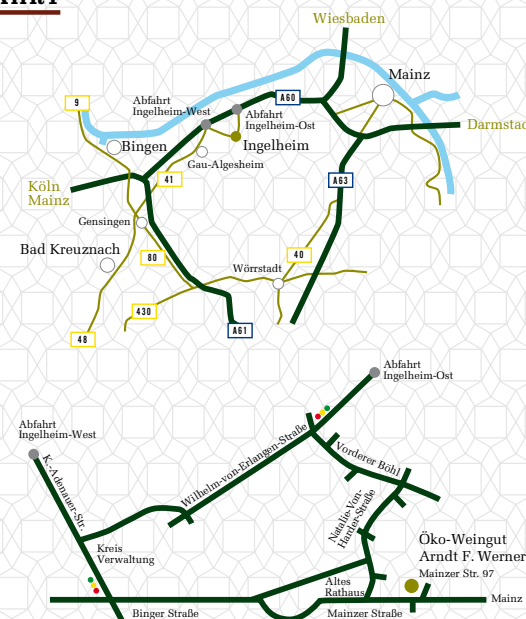 Wiesbaden
Mainz
9
A60
Abfahrt
Ingelheim-West
Abfahrt
Ingelheim-Ost
Darmstad
Bingen
Ingelheim
Gau-Algesheim
41
A63
Köln
Mainz
Gensingen
Bad Kreuznach
80
40
Wörrstadt
430
A61
48
Abfahrt
Ingelheim-Ost
Abfahrt
Ingelheim-West
K.-Adenauer-Str.
Wilhelm-von-Erlangen-Straße
Vorderer Böhl
Natalie-Von-
Harder-Straße
Kreis
Verwaltung
Öko-Weingut
Arndt F. Werner
Mainzer Str. 97
Altes
Rathaus
Mainz
Binger Straße
Mainzer Straße